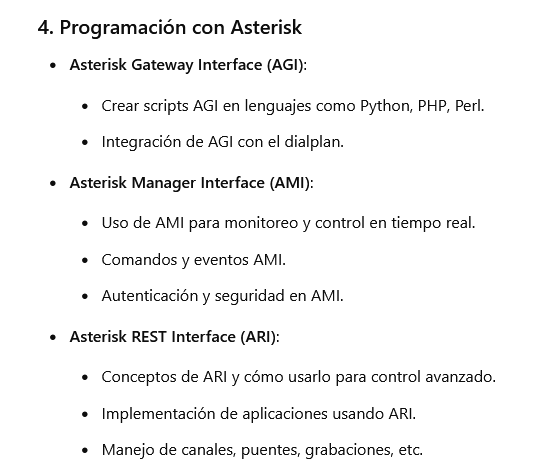 4. Programación con Asterisk
• Asterisk Gateway Interface (AGI):
• Crear scripts AGI en lenguajes como Python, PHP, Perl.
• Integración de AGI con el dialplan.
• Asterisk Manager Interface (AMI):
• Uso de AMI para monitoreo y control en tiempo real.
• Comandos y eventos AMI.
• Autenticación y seguridad en AMI.
• Asterisk REST Interface (ARI):
• Conceptos de ARI y cómo usarlo para control avanzado.
• Implementación de aplicaciones usando ARI.
• Manejo de canales, puentes, grabaciones, etc.